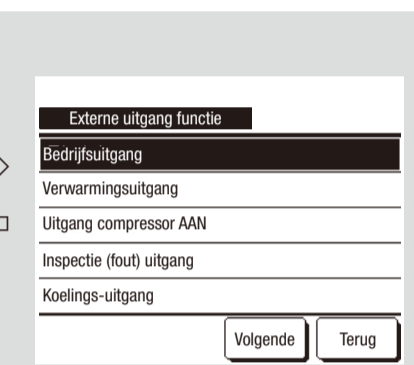 Externe uitgang functie
Bedrijfsuitgang
Verwarmingsuitgang
Uitgang compressor AAN
Inspectie (fout) uitgang
Koelings-uitgang
Volgende Terug